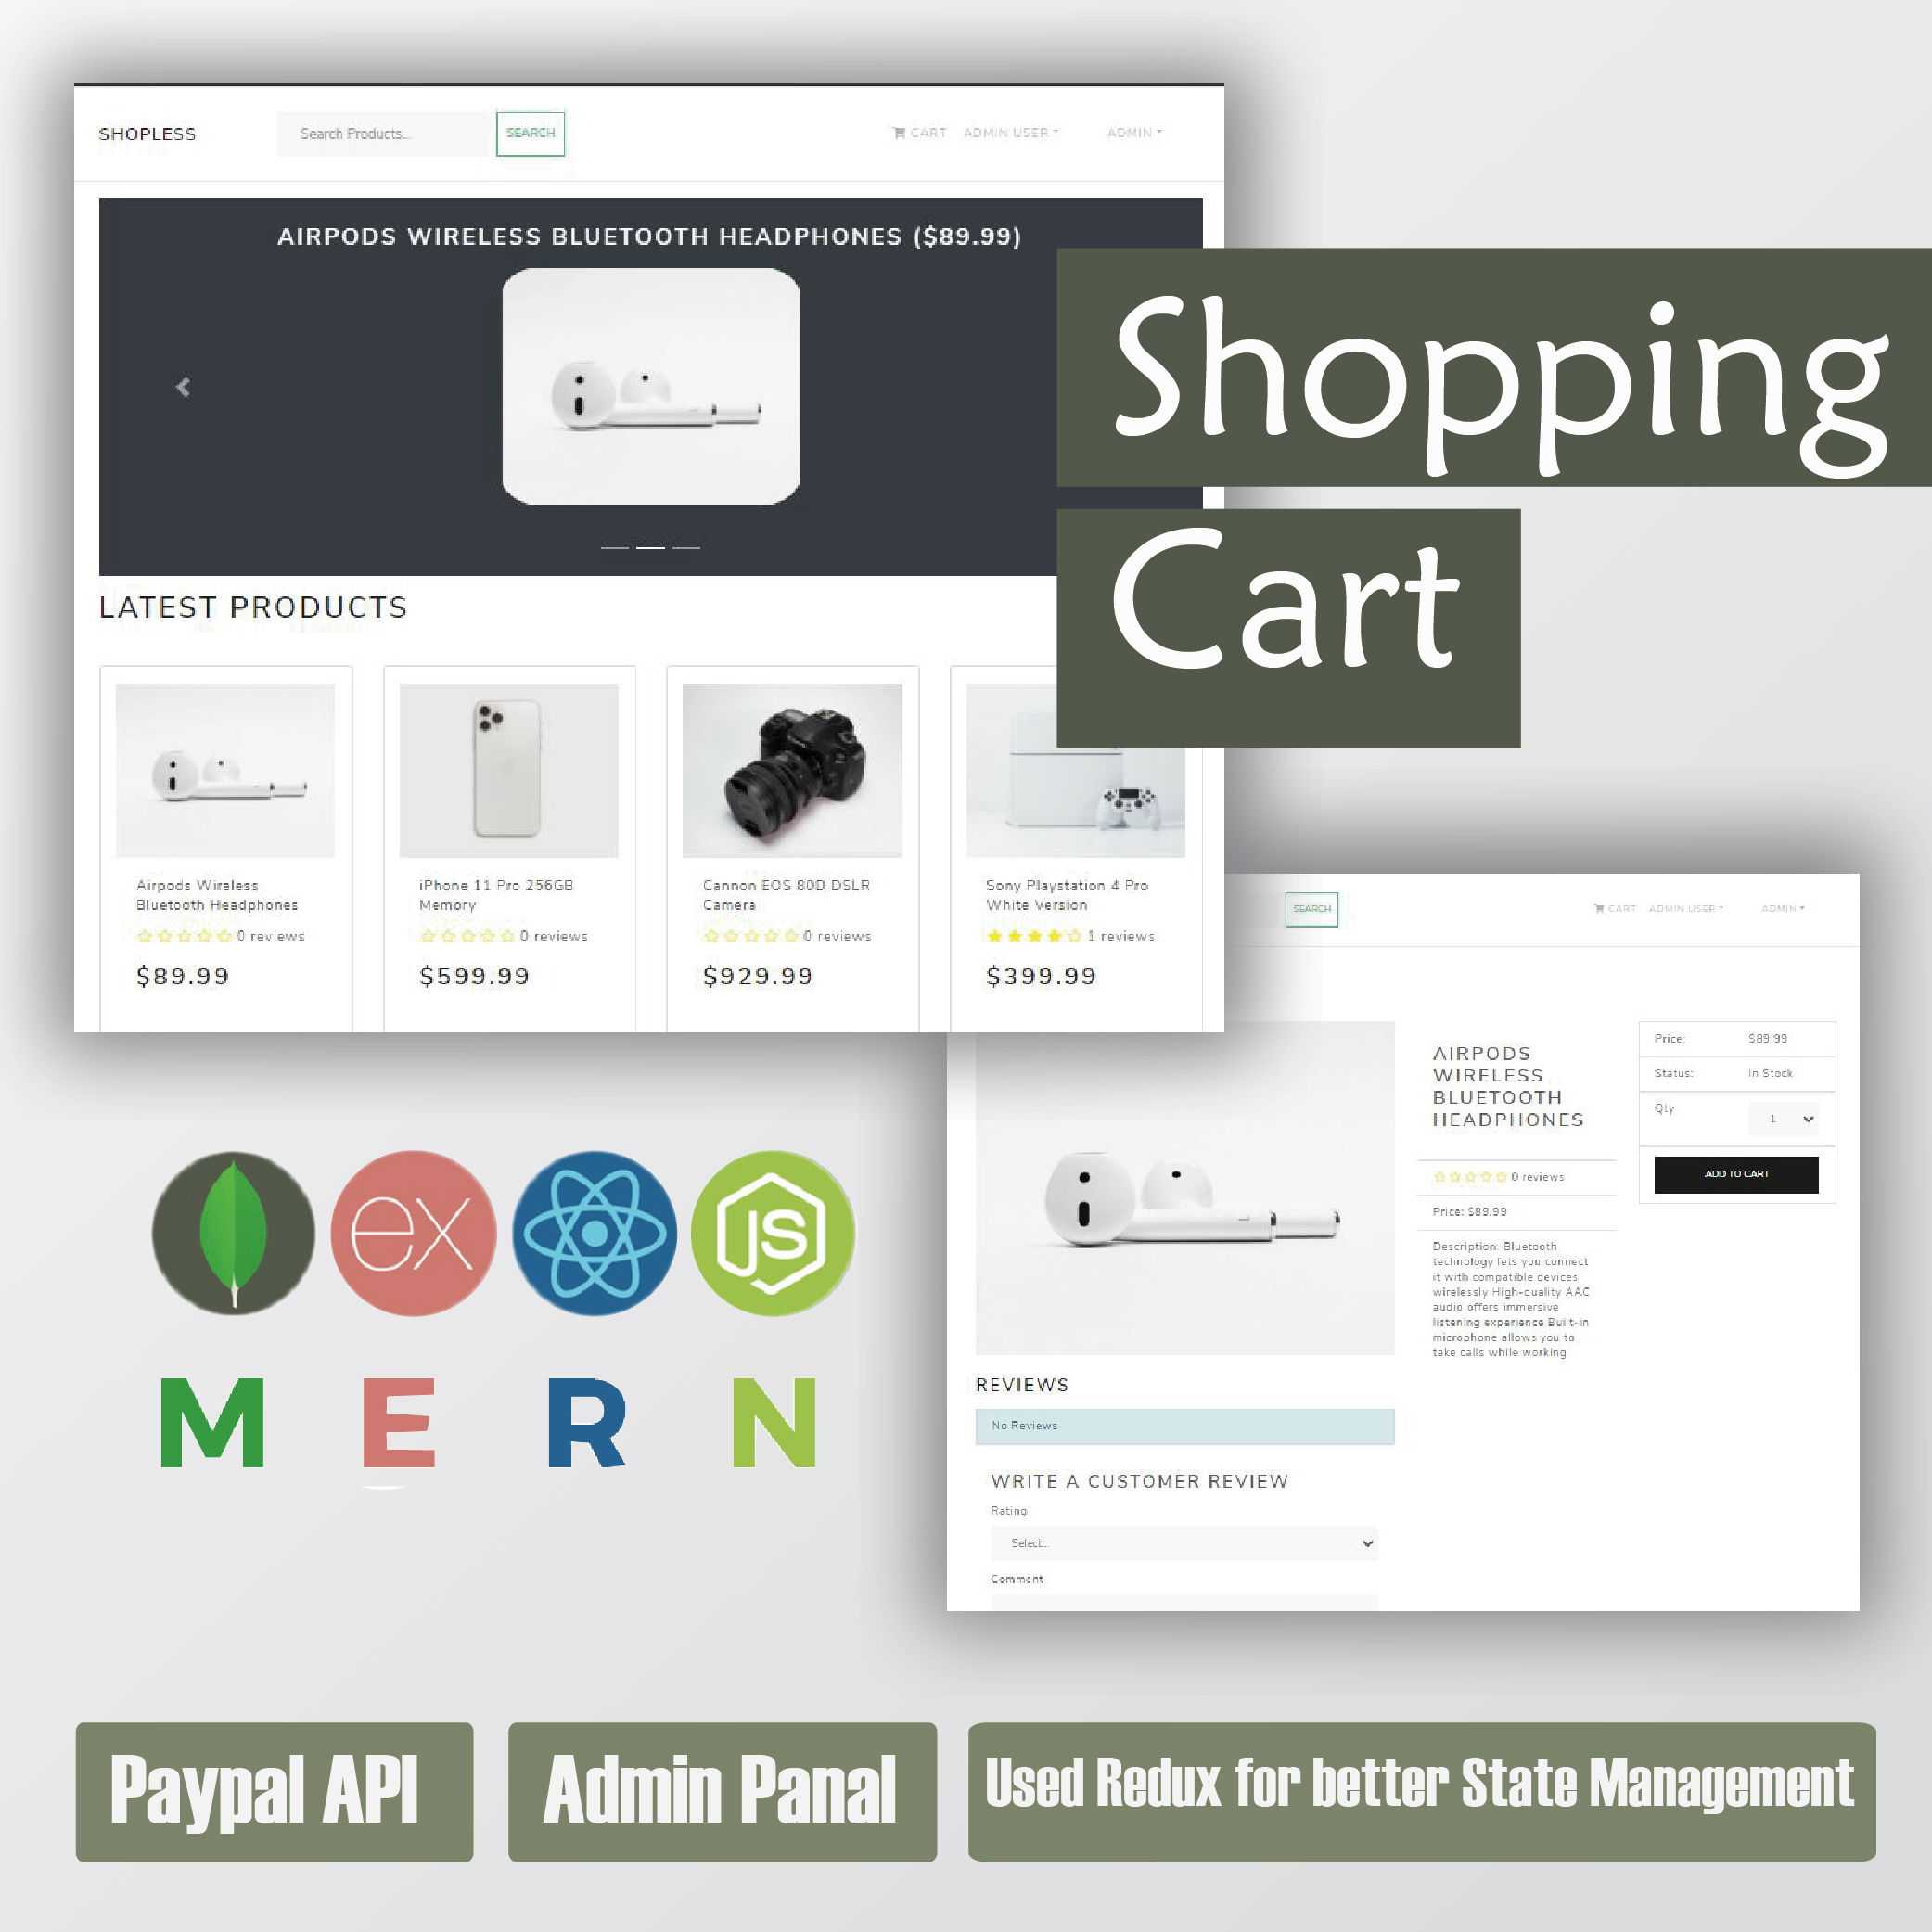 SHOPLESS
Search Products...
SEARCH
CART
ADMIN USER
ADMIN
AIRPODS WIRELESS BLUETOOTH HEADPHONES ($89.99)
Shopping
Cart
LATEST PRODUCTS
Airpods Wireless
Bluetooth Headphones
0 reviews
$89.99
iPhone 11 Pro 256GB
Memory
0 reviews
$599.99
Cannon EOS 80D DSLR
Camera
0 reviews
$929.99
Sony Playstation 4 Pro
White Version
1 reviews
$399.99
SEARCH
CART
ADMIN USER
ADMIN
AIRPODS
WIRELESS
BLUETOOTH
HEADPHONES
0 reviews
Price: $89.99
Description: Bluetooth
technology lets you connect
it with compatible devices
wirelessly High-quality AAC
audio offers immersive
listening experience Built-in
microphone allows you to
take calls while working
Price: $89.99
Status: In Stock
Qty 1
ADD TO CART
REVIEWS
No Reviews
WRITE A CUSTOMER REVIEW
Rating
Select...
Comment
ex
JS
M E R N
Paypal API
Admin Panal
Used Redux for better State Management